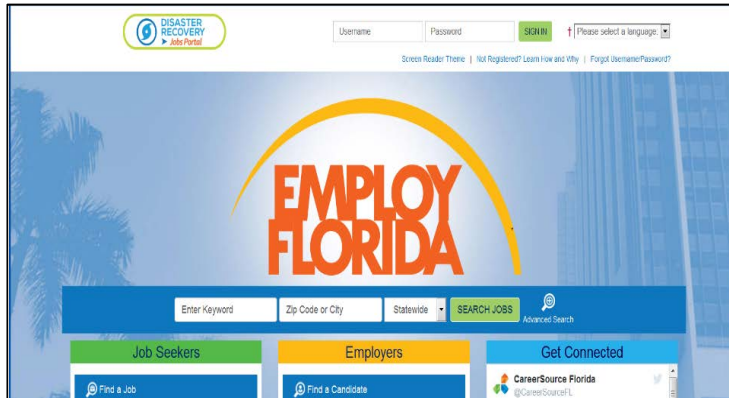 DISASTER
RECOVERY
Jobs Portal
Username
Password
SIGN IN
† Please select a language.
Screen Reader Theme | Not Registered? Learn How and Why | Forgot Username/Password?
EMPLOY
FLORIDA
Enter Keyword
Zip Code or City
Statewide
SEARCH JOBS
Advanced Search
Job Seekers
Employers
Get Connected
Find a Job
Find a Candidate
CareerSource Florida
@CareerSourceFL